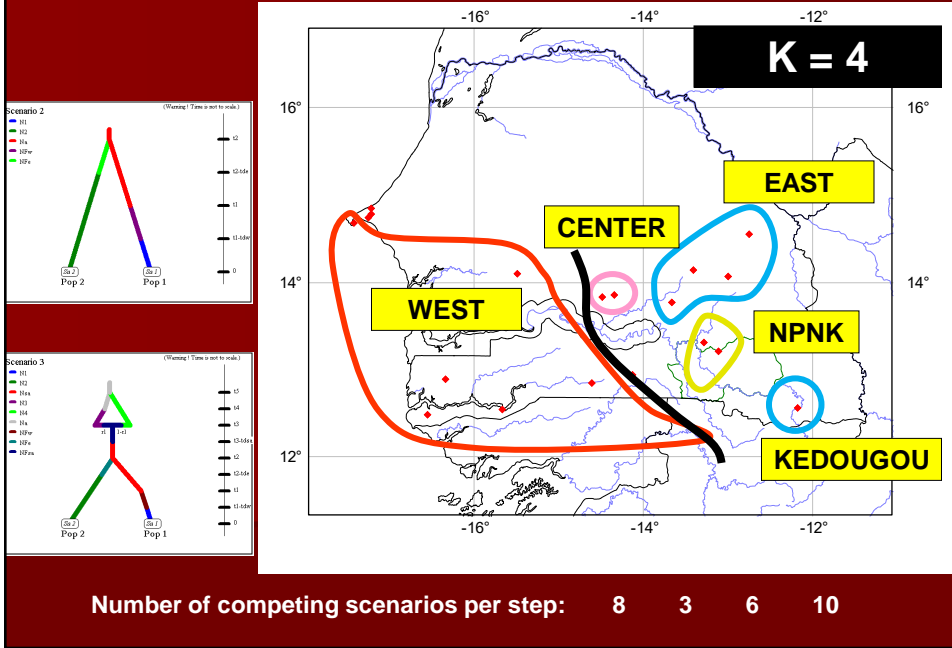 K = 4
-16°
-14°
-12°
16°
16°
14°
14°
12°
12°
-16°
-14°
-12°
EAST
CENTER
WEST
NPNK
KEDOUGOU
Scenario 2
(Warning ! Time is not to scale.)
N1
N2
Na
NFw
NFe
t2
t2-tde
t1
t1-tdw
0
Sa 2
Sa 1
Pop 2
Pop 1
Scenario 3
(Warning ! Time is not to scale.)
N1
N2
N3
N4
Na
NFw
NFe
t5
t4
t3
t2
t2-tde
t1
t1-tdw
0
r1
1-r1
Sa 2
Sa 1
Pop 2
Pop 1
Number of competing scenarios per step: 8 3 6 10